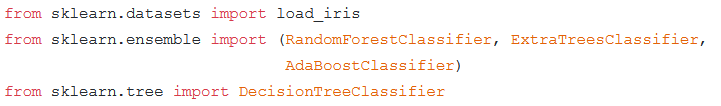 from sklearn.datasets import load_iris
from sklearn.ensemble import (RandomForestClassifier, ExtraTreesClassifier,
                              AdaBoostClassifier)
from sklearn.tree import DecisionTreeClassifier